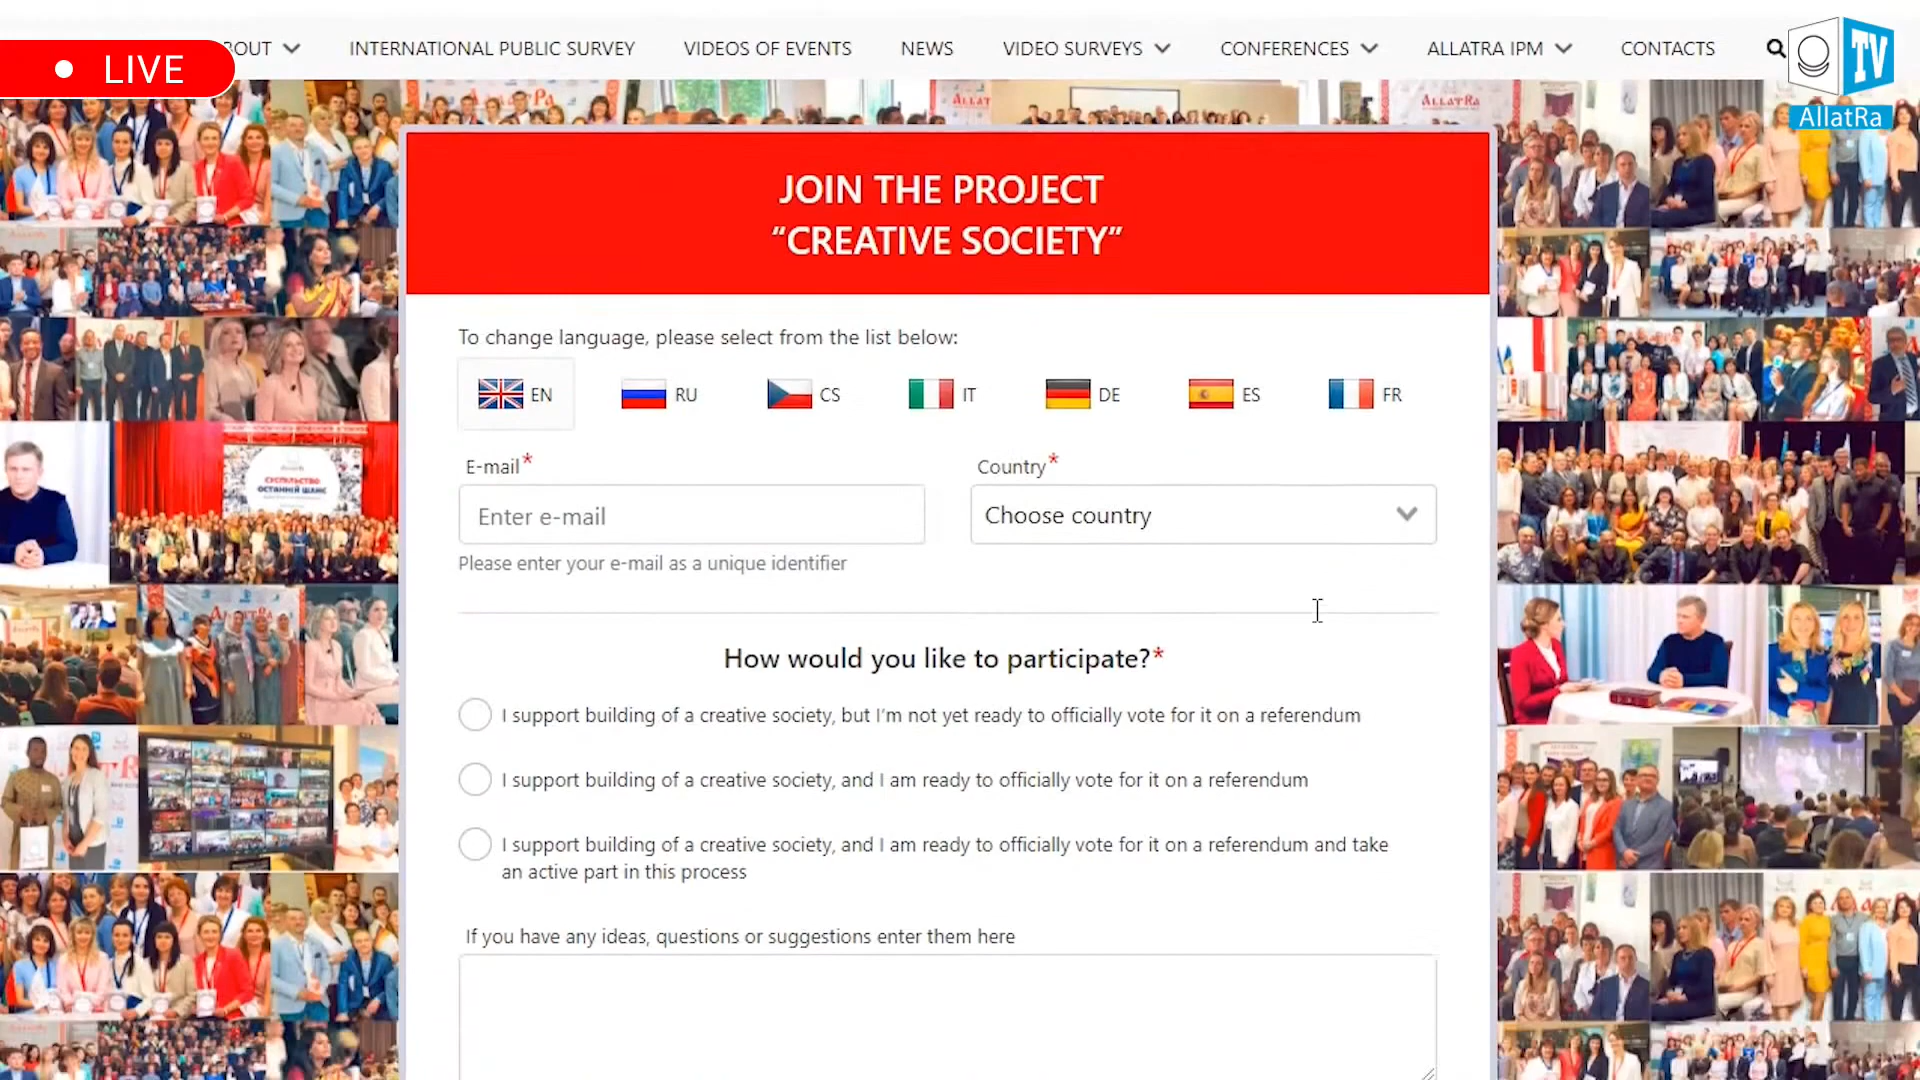 LIVE
BOUT
INTERNATIONAL PUBLIC SURVEY
VIDEOS OF EVENTS
NEWS
VIDEO SURVEYS
CONFERENCES
ALLATRA IPM
CONTACTS
TV
AllatRa
JOIN THE PROJECT
“CREATIVE SOCIETY”
To change language, please select from the list below:
EN
RU
CS
IT
DE
ES
FR
E-mail*
Country*
Enter e-mail
Choose country
Please enter your e-mail as a unique identifier
How would you like to participate?*
I support building of a creative society, but I'm not yet ready to officially vote for it on a referendum
I support building of a creative society, and I am ready to officially vote for it on a referendum
I support building of a creative society, and I am ready to officially vote for it on a referendum and take
an active part in this process
If you have any ideas, questions or suggestions enter them here
ALLATRA
СУСПІЛЬСТВО
ОСТАННІЙ ШАНС